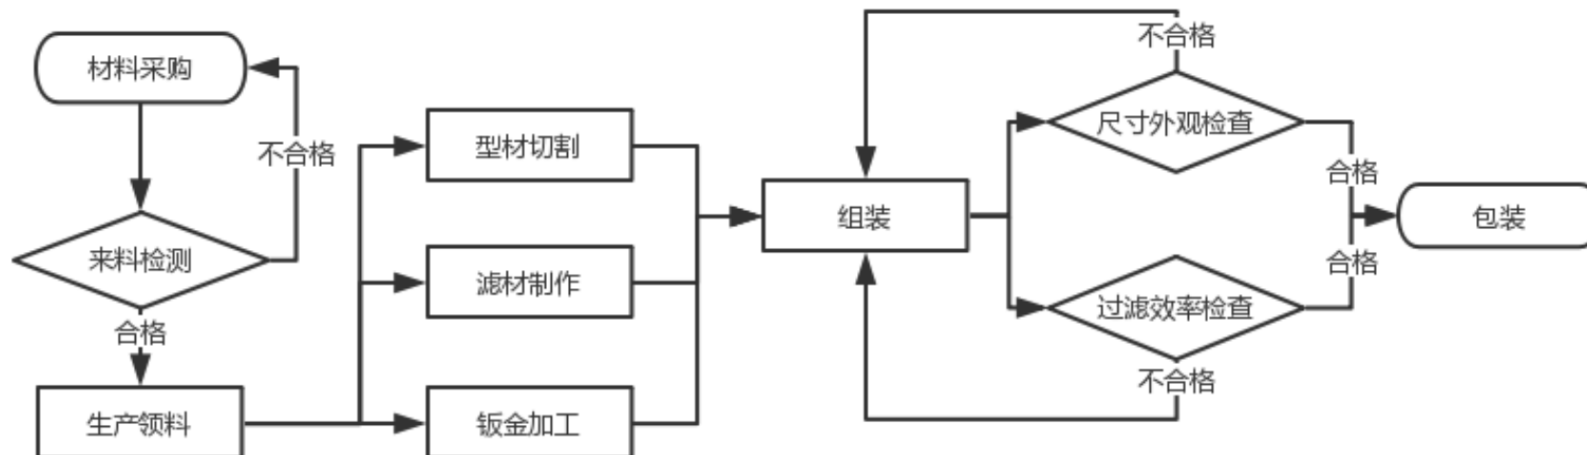 材料采购
不合格
来料检测
合格
生产领料
型材切割
滤材制作
钣金加工
组装
不合格
尺寸外观检查
合格
包装
合格
过滤效率检查
不合格